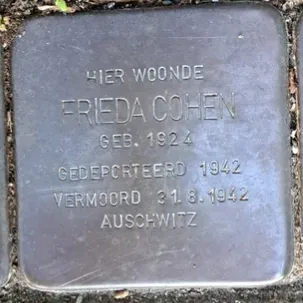 HIER WOONDE
FRIEDA COHEN
GEB. 1924
GEDEPORTEERD 1942
VERMOORD 31.8.1942
AUSCHWITZ